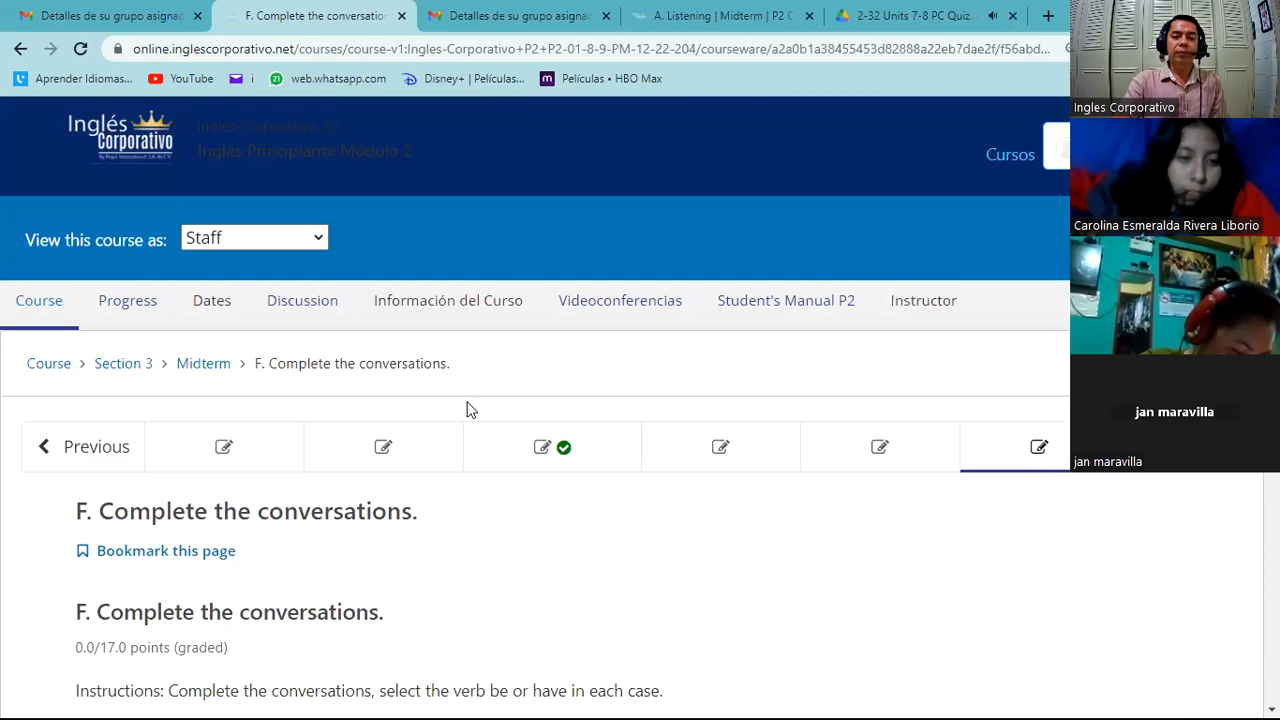 Detalles de su grupo asignad
F. Complete the conversation
Detalles de su grupo asignad
A. Listening | Midterm | P2 C
2-32 Units 7-8 °C Quiz.
online.inglescorporativo.net/courses/course-v1:Ingles-Corporativo+P2+P2-01-8-9-PM-12-22-204/courseware/a2a0b1a38455453d823ba22eb7dae2f/f56abd...
Aprender Idiomas...
YouTube
i
web.whatsapp.com
Disney+ | Películas...
Películas • HBO Max
Inglés Corporativo
Ingles-Corporativo P2
Inglés Principiante Módulo 2
Cursos
View this course as:
Staff
Course
Progress
Dates
Discussion
Información del Curso
Videoconferencias
Student's Manual P2
Instructor
Course > Section 3 > Midterm > F. Complete the conversations.
Previous
F. Complete the conversations.
Bookmark this page
F. Complete the conversations.
0.0/17.0 points (graded)
Instructions: Complete the conversations, select the verb be or have in each case.
Ingles Corporativo
Carolina Esmeralda Rivera Liborio
jan maravilla
jan maravilla